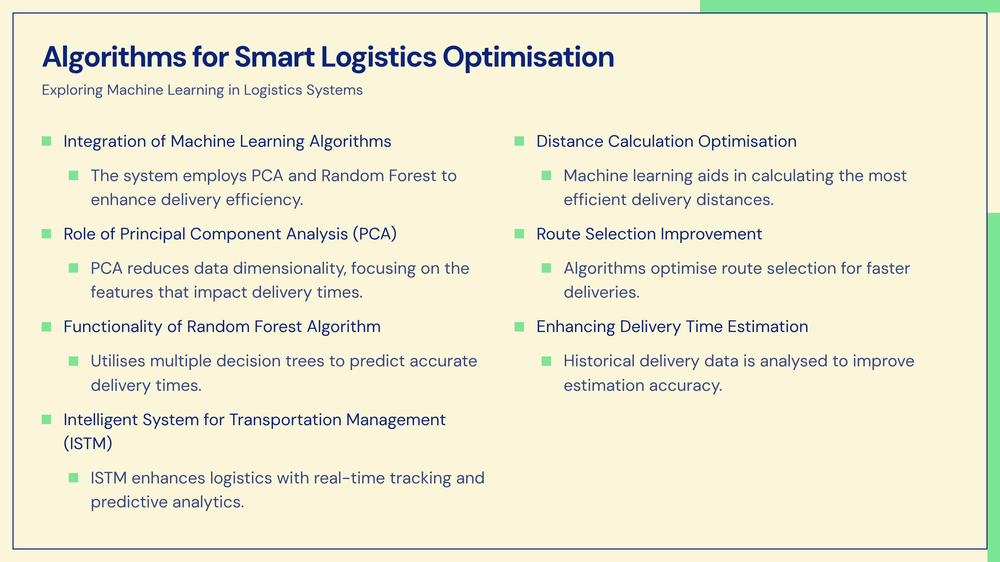 Algorithms for Smart Logistics Optimisation
Exploring Machine Learning in Logistics Systems
Integration of Machine Learning Algorithms
The system employs PCA and Random Forest to
enhance delivery efficiency.
Role of Principal Component Analysis (PCA)
PCA reduces data dimensionality, focusing on the
features that impact delivery times.
Functionality of Random Forest Algorithm
Utilises multiple decision trees to predict accurate
delivery times.
Intelligent System for Transportation Management
(ISTM)
ISTM enhances logistics with real-time tracking and
predictive analytics.
Distance Calculation Optimisation
Machine learning aids in calculating the most
efficient delivery distances.
Route Selection Improvement
Algorithms optimise route selection for faster
deliveries.
Enhancing Delivery Time Estimation
Historical delivery data is analysed to improve
estimation accuracy.